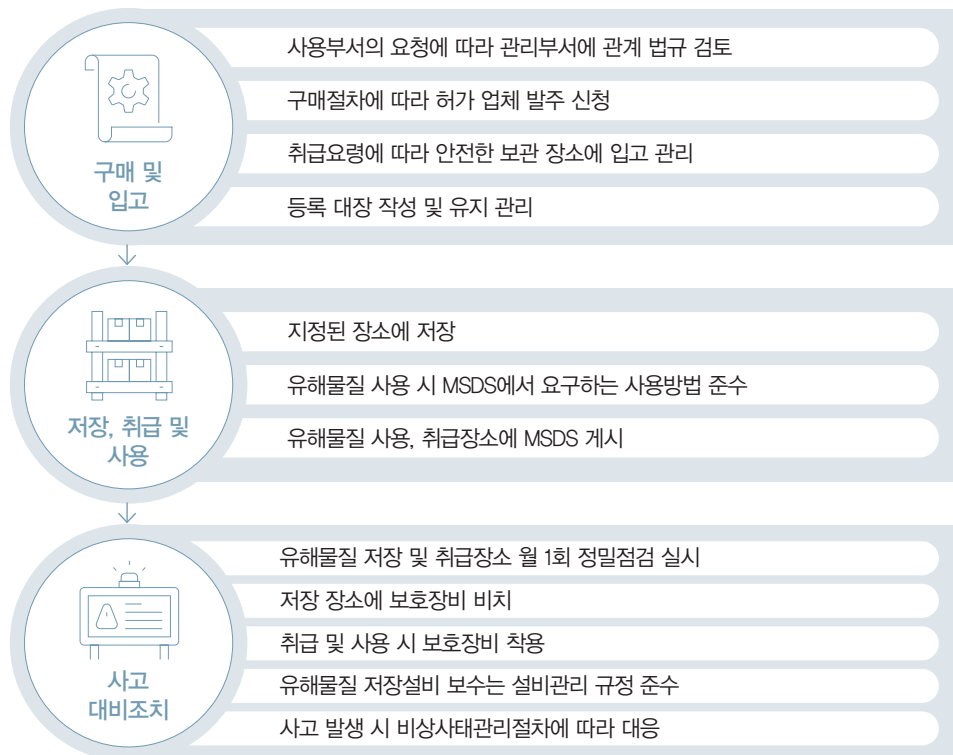 구매 및
입고
사용부서의 요청에 따라 관리부서에 관계 법규 검토
구매절차에 따라 허가 업체 발주 신청
취급요령에 따라 안전한 보관 장소에 입고 관리
등록 대장 작성 및 유지 관리
저장, 취급 및
사용
지정된 장소에 저장
유해물질 사용 시 MSDS에서 요구하는 사용방법 준수
유해물질 사용, 취급장소에 MSDS 게시
사고
대비조치
유해물질 저장 및 취급장소 월 1회 정밀점검 실시
저장 장소에 보호장비 비치
취급 및 사용 시 보호장비 착용
유해물질 저장설비 보수는 설비관리 규정 준수
사고 발생 시 비상사태관리절차에 따라 대응